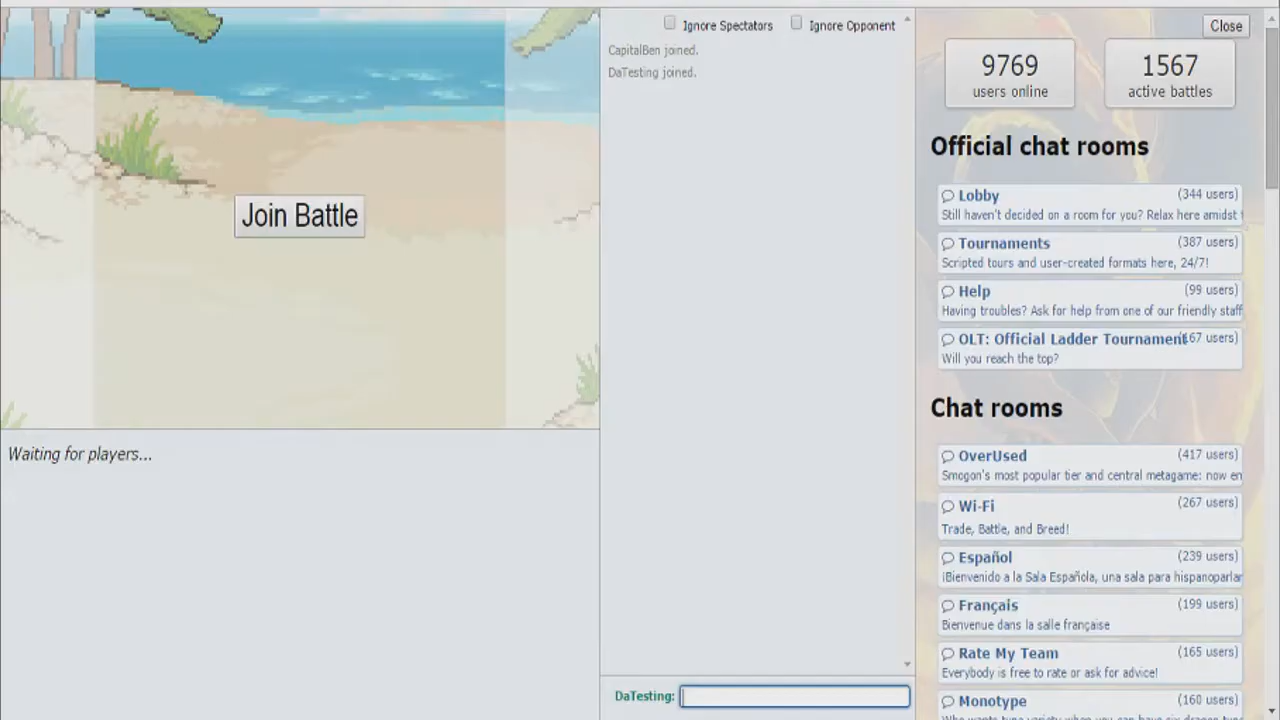 Ignore Spectators
Ignore Opponent
CapitalBen joined.
DaTesting joined.
Join Battle
Waiting for players...
DaTesting:
Close
9769
users online
1567
active battles
Official chat rooms
Lobby (344 users)
Still haven't decided on a room for you? Relax here amidst
Tournaments (387 users)
Scripted tours and user-created formats here, 24/7!
Help (99 users)
Having troubles? Ask for help from one of our friendly staff
OLT: Official Ladder Tournament 67 users)
Will you reach the top?
Chat rooms
OverUsed (417 users)
Smogon's most popular tier and central metagame: now en
Wi-Fi (267 users)
Trade, Battle, and Breed!
Español (239 users)
¡Bienvenido a la Sala Española, una sala para hispanoparlar
Français (199 users)
Bienvenue dans la salle française
Rate My Team (165 users)
Everybody is free to rate or ask for advice!
Monotype (160 users)